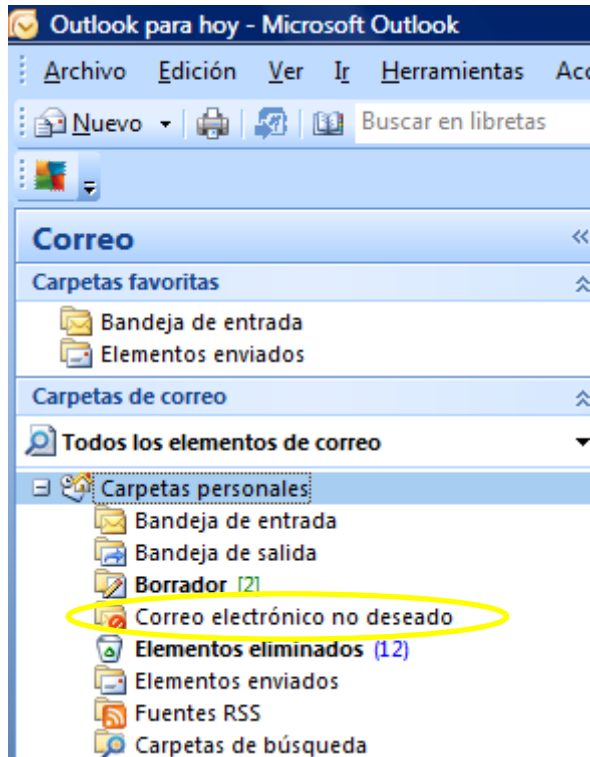 Outlook para hoy - Microsoft Outlook
Archivo Edición Ver Ir Herramientas Acc
Nuevo Buscar en libretas
Correo
Carpetas favoritas
Bandeja de entrada
Elementos enviados
Carpetas de correo
Todos los elementos de correo
Carpetas personales
Bandeja de entrada
Bandeja de salida
Borrador [2]
Correo electrónico no deseado
Elementos eliminados (12)
Elementos enviados
Fuentes RSS
Carpetas de búsqueda